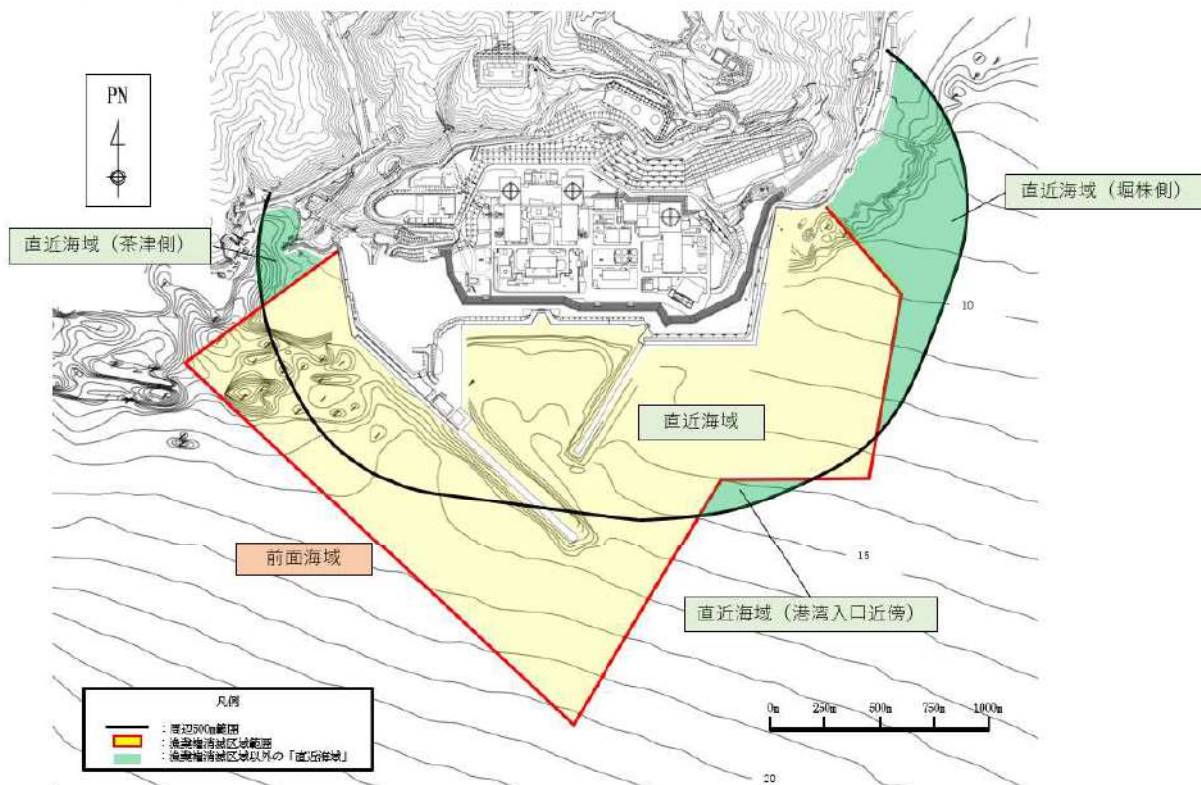 PN
直近海域（堀株側）
直近海域（茶津側）
10
直近海域
前面海域
15
直近海域（港湾入口近傍）
凡例
：周辺500m範囲
：漁業権消滅区域範囲
：漁業権消滅区域以外の「直近海域」
0m 250m 500m 750m 1000m
20